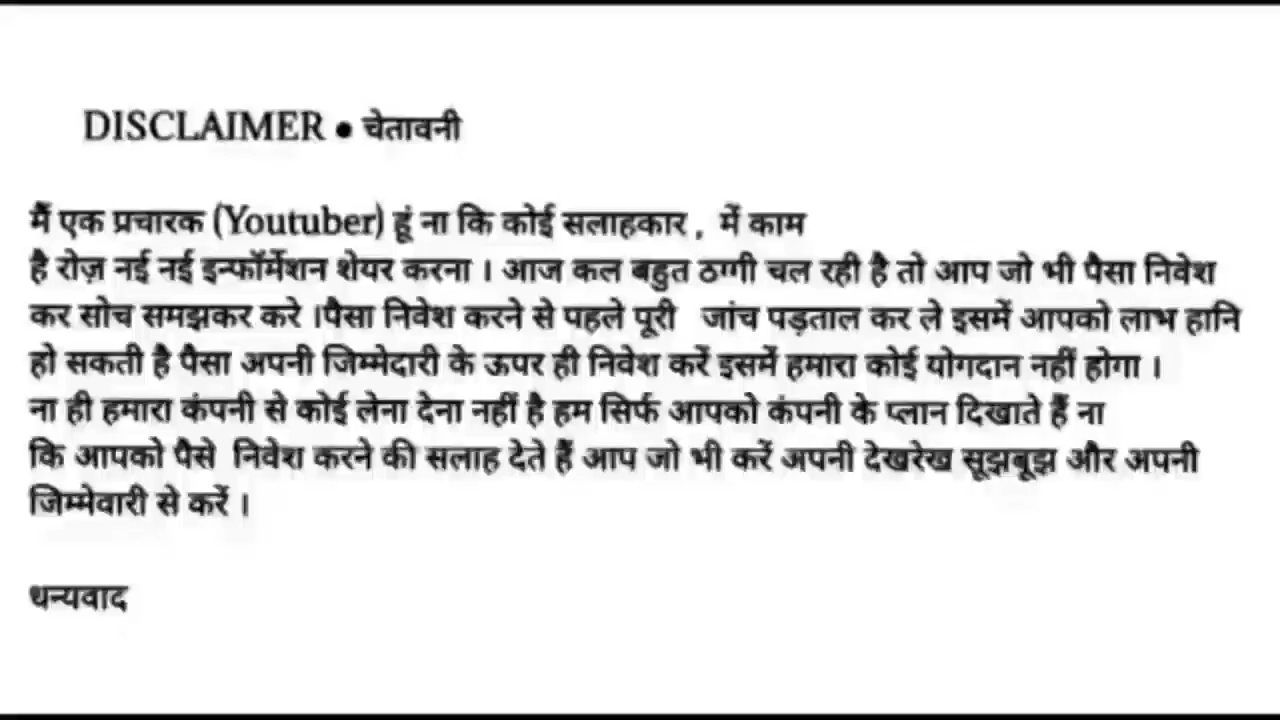 DISCLAIMER • चेतावनी
मैं एक प्रचारक (Youtuber) हूं ना कि कोई सलाहकार , में काम
है रोज़ नई नई इन्फॉर्मेशन शेयर करना । आज कल बहुत ठग्गी चल रही है तो आप जो भी पैसा निवेश
कर सोच समझकर करे ।पैसा निवेश करने से पहले पूरी जांच पड़ताल कर ले इसमें आपको लाभ हानि
हो सकती है पैसा अपनी जिम्मेदारी के ऊपर ही निवेश करें इसमें हमारा कोई योगदान नहीं होगा ।
ना ही हमारा कंपनी से कोई लेना देना नहीं है हम सिर्फ आपको कंपनी के प्लान दिखाते हैं ना
कि आपको पैसे निवेश करने की सलाह देते हैं आप जो भी करें अपनी देखरेख सूझबूझ और अपनी
जिम्मेवारी से करें ।
धन्यवाद